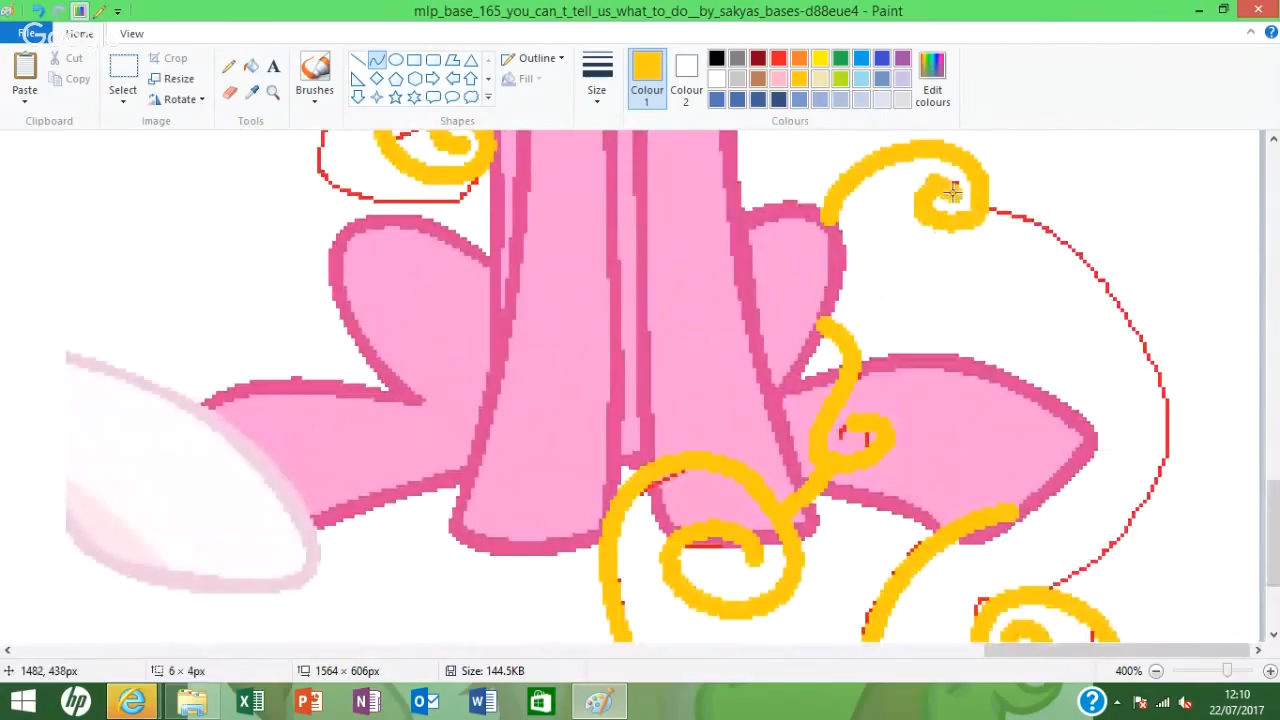 mlp_base_165_you_can_t_tell_us_what_to_do__by_sakyas_bases-d88eue4 - Paint
File Home View
Paste
Cut
Copy
Clipboard
Select
Crop
Resize
Rotate
Image
A
Tools
Brushes
Outline
Fill
Shapes
Size
Colour 1
Colour 2
Edit colours
Colours
1482, 438px
6 × 4px
1564 × 606px
Size: 144.5KB
400%
12:10
22/07/2017